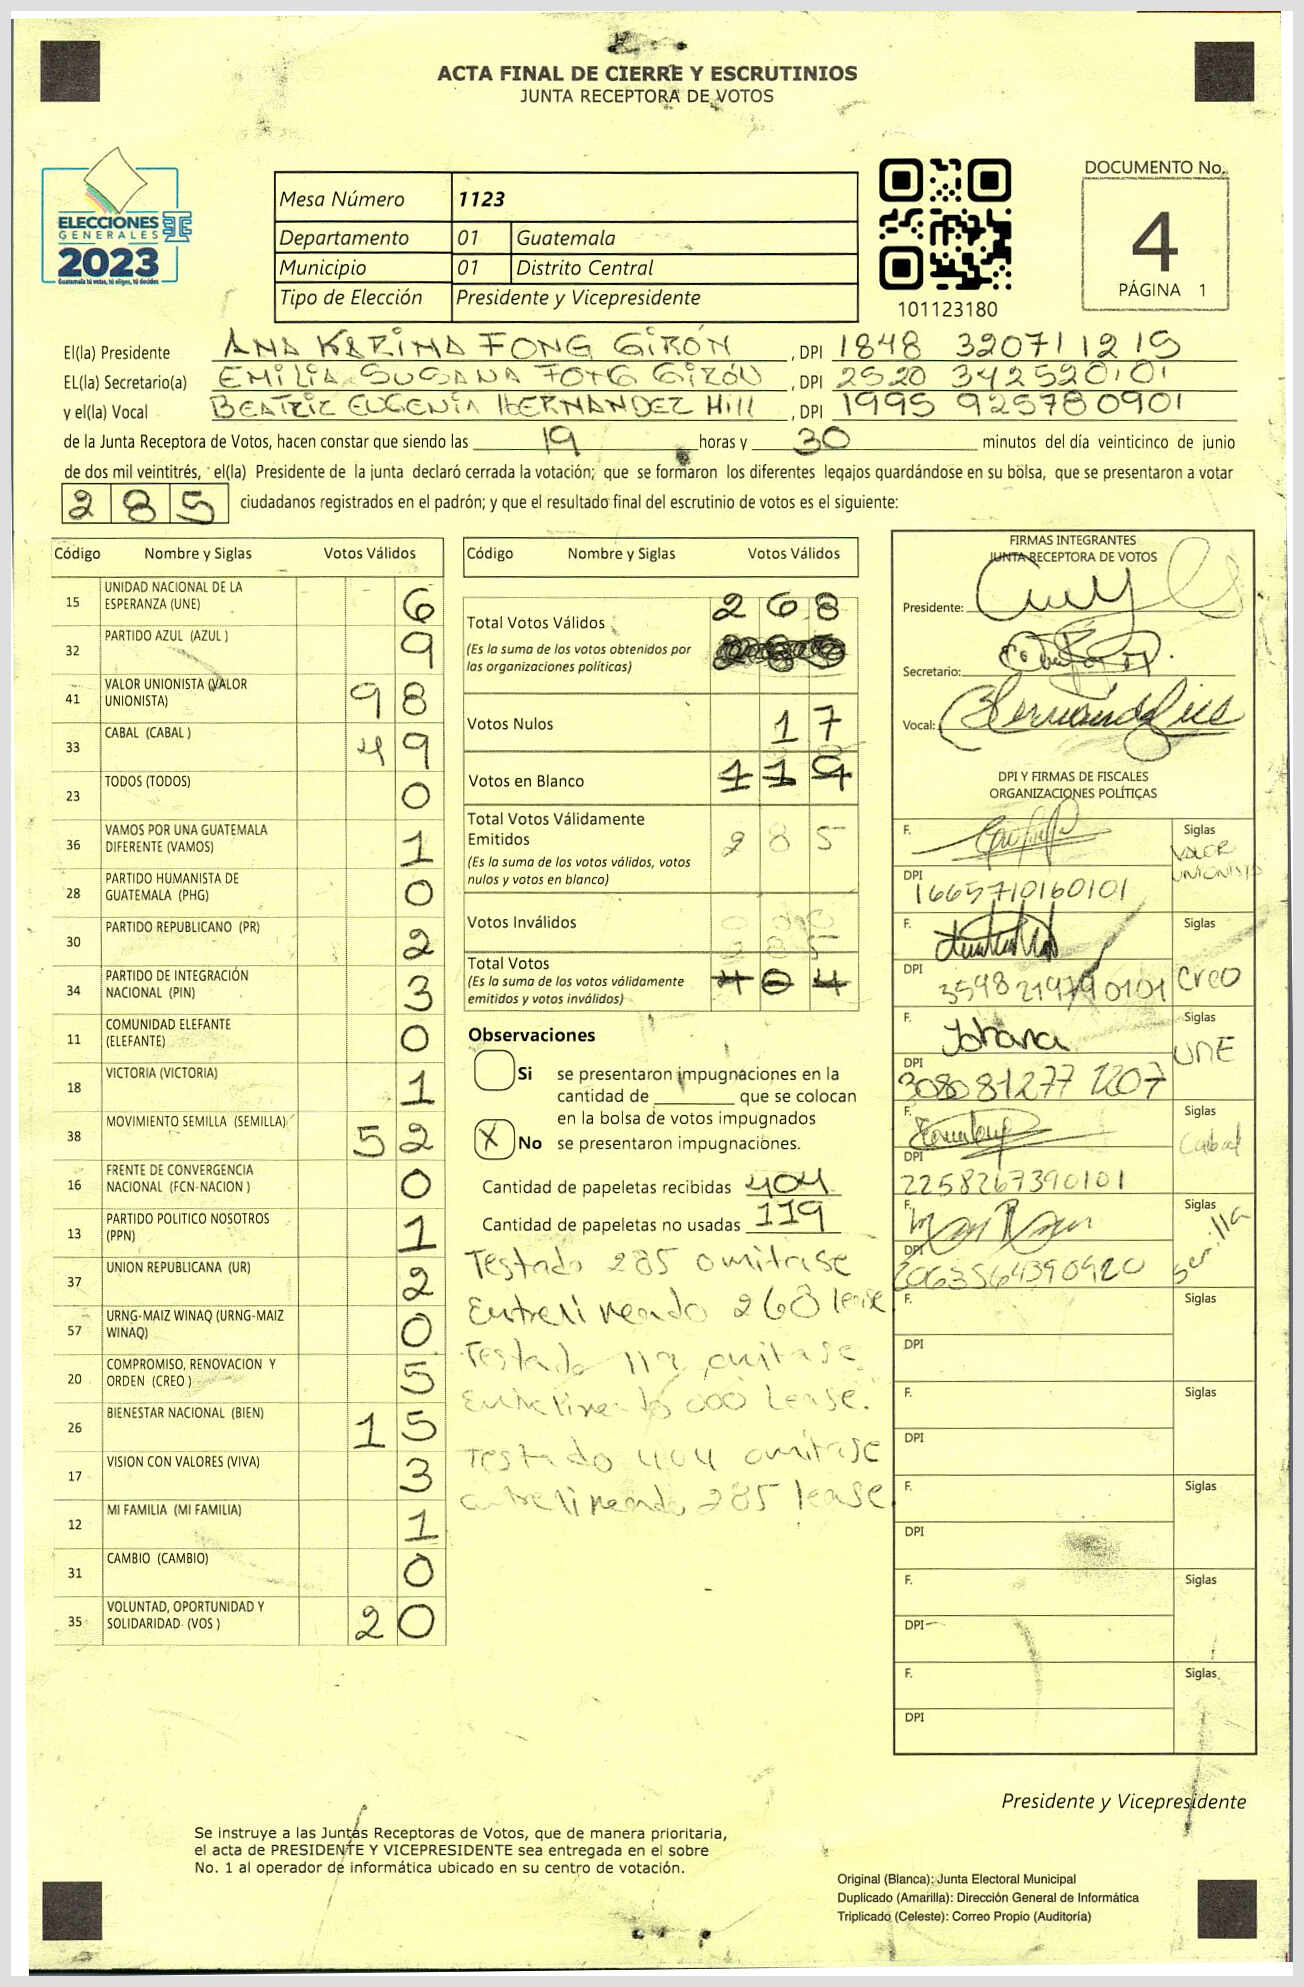 ACTA FINAL DE CIERRE Y ESCRUTINIOS
JUNTA RECEPTORA DE VOTOS
ELECCIONES
GENERALES
2023
Guatemala tú votas, tú eliges, tú decides
Mesa Número 1123
Departamento 01 Guatemala
Municipio 01 Distrito Central
Tipo de Elección Presidente y Vicepresidente
101123180
DOCUMENTO No.
4
PÁGINA 1
El(la) Presidente ANA KARINA FONG GIRÓN , DPI 1848 32071 1215
EL(la) Secretario(a) EMILIA SUSANA FONG GIRÓN , DPI 2520 342520101
y el(la) Vocal BEATRIZ EUGENIA HERNANDEZ Hill , DPI 1995 925780901
de la Junta Receptora de Votos, hacen constar que siendo las 19 horas y 30 minutos del día veinticinco de junio
de dos mil veintitrés, el(la) Presidente de la junta declaró cerrada la votación; que se formaron los diferentes legajos guardándose en su bolsa, que se presentaron a votar
285 ciudadanos registrados en el padrón; y que el resultado final del escrutinio de votos es el siguiente:
Código Nombre y Siglas Votos Válidos
15 UNIDAD NACIONAL DE LA ESPERANZA (UNE) 6
32 PARTIDO AZUL (AZUL ) 9
41 VALOR UNIONISTA (VALOR UNIONISTA) 98
33 CABAL (CABAL ) 49
23 TODOS (TODOS) 0
36 VAMOS POR UNA GUATEMALA DIFERENTE (VAMOS) 1
28 PARTIDO HUMANISTA DE GUATEMALA (PHG) 0
30 PARTIDO REPUBLICANO (PR) 2
34 PARTIDO DE INTEGRACIÓN NACIONAL (PIN) 3
11 COMUNIDAD ELEFANTE (ELEFANTE) 0
18 VICTORIA (VICTORIA) 1
38 MOVIMIENTO SEMILLA (SEMILLA) 52
16 FRENTE DE CONVERGENCIA NACIONAL (FCN-NACION ) 0
13 PARTIDO POLITICO NOSOTROS (PPN) 1
37 UNION REPUBLICANA (UR) 2
57 URNG-MAIZ WINAQ (URNG-MAIZ WINAQ) 0
20 COMPROMISO, RENOVACION Y ORDEN (CREO ) 5
26 BIENESTAR NACIONAL (BIEN) 15
17 VISION CON VALORES (VIVA) 3
12 MI FAMILIA (MI FAMILIA) 1
31 CAMBIO (CAMBIO) 0
35 VOLUNTAD, OPORTUNIDAD Y SOLIDARIDAD (VOS ) 20
Código Nombre y Siglas Votos Válidos
Total Votos Válidos 268
(Es la suma de los votos obtenidos por
las organizaciones políticas)
Votos Nulos 17
Votos en Blanco 119
Total Votos Válidamente
Emitidos 285
(Es la suma de los votos válidos, votos
nulos y votos en blanco)
Votos Inválidos
285
Total Votos
(Es la suma de los votos válidamente
emitidos y votos inválidos) 404
Observaciones
Si se presentaron impugnaciones en la
cantidad de que se colocan
en la bolsa de votos impugnados
X No se presentaron impugnaciones.
Cantidad de papeletas recibidas 404
Cantidad de papeletas no usadas 119
Testado 285 omitase
Entrelineado 268 lease
Testado 119 omitase
Entrelineado 000 lease.
Testado 404 omitase
entrelineado 285 lease
FIRMAS INTEGRANTES
JUNTA RECEPTORA DE VOTOS
Presidente:
Secretario:
Vocal:
DPI Y FIRMAS DE FISCALES
ORGANIZACIONES POLÍTICAS
F. Siglas VALOR UNIONISTA
DPI 1665710160101
F. Siglas Creo
DPI 3598219790101
F. Johana Siglas UNE
DPI 308081277 2207
F. Siglas Cabal
DPI 2258267390101
F. Siglas Semilla
DPI 2063564390920
F. Siglas
DPI
F. Siglas
DPI
F. Siglas
DPI
F. Siglas
DPI
F. Siglas
DPI
Presidente y Vicepresidente
Se instruye a las Juntas Receptoras de Votos, que de manera prioritaria,
el acta de PRESIDENTE Y VICEPRESIDENTE sea entregada en el sobre
No. 1 al operador de informática ubicado en su centro de votación.
Original (Blanca): Junta Electoral Municipal
Duplicado (Amarilla): Dirección General de Informática
Triplicado (Celeste): Correo Propio (Auditoría)